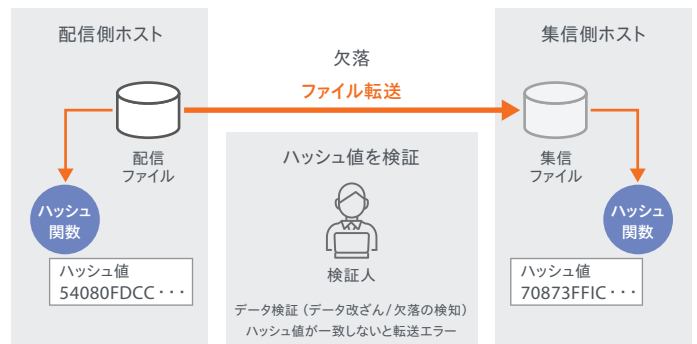 配信側ホスト
集信側ホスト
欠落
ファイル転送
配信
ファイル
集信
ファイル
ハッシュ値を検証
ハッシュ
関数
ハッシュ
関数
検証人
ハッシュ値
54080FDCC・・・
ハッシュ値
70873FFIC・・・
データ検証（データ改ざん/欠落の検知）
ハッシュ値が一致しないと転送エラー